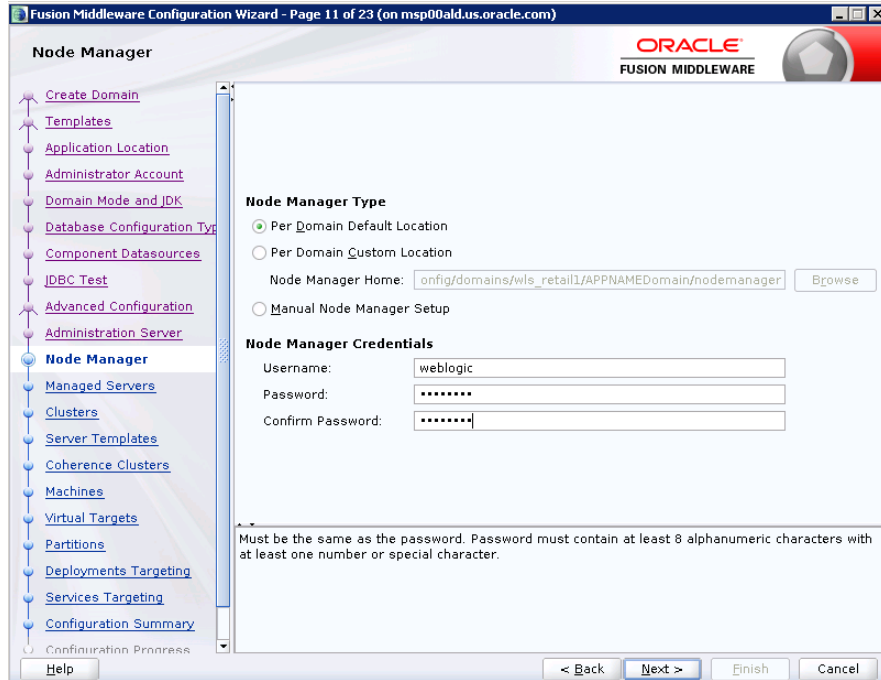 Fusion Middleware Configuration Wizard - Page 11 of 23 (on msp00ald.us.oracle.com)
Node Manager
ORACLE
FUSION MIDDLEWARE
Create Domain
Templates
Application Location
Administrator Account
Domain Mode and JDK
Database Configuration Typ
Component Datasources
JDBC Test
Advanced Configuration
Administration Server
Node Manager
Managed Servers
Clusters
Server Templates
Coherence Clusters
Machines
Virtual Targets
Partitions
Deployments Targeting
Services Targeting
Configuration Summary
Configuration Progress
Node Manager Type
Per Domain Default Location
Per Domain Custom Location
Node Manager Home: onfig/domains/wls_retail1/APPNAMEDomain/nodemanager Browse
Manual Node Manager Setup
Node Manager Credentials
Username: weblogic
Password: ••••••••
Confirm Password: ••••••••
Must be the same as the password. Password must contain at least 8 alphanumeric characters with
at least one number or special character.
Help < Back Next > Finish Cancel